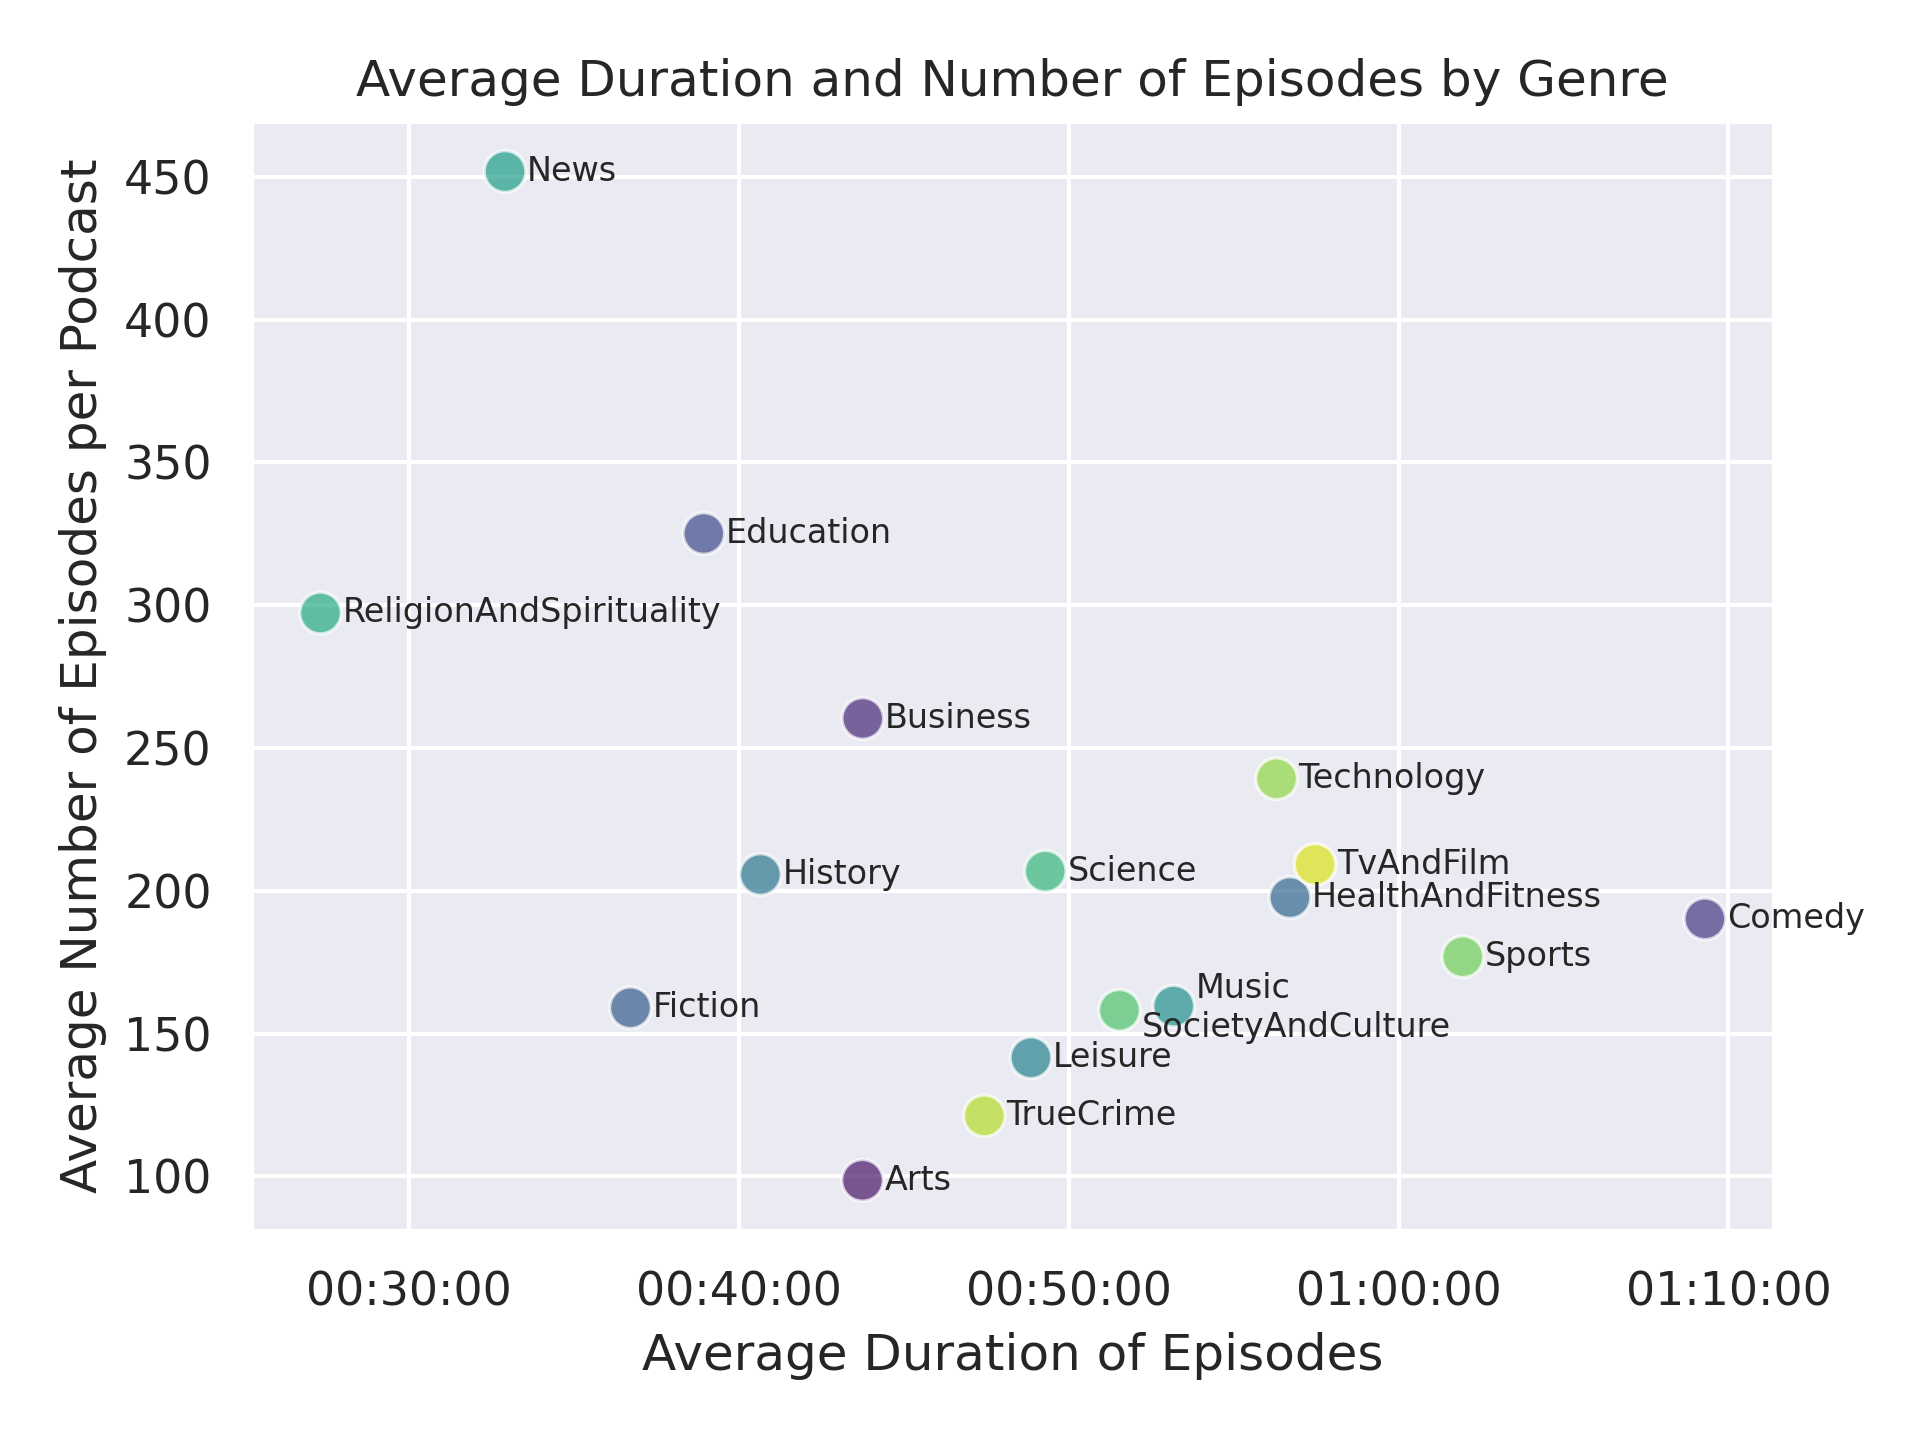 Average Duration and Number of Episodes by Genre
Average Number of Episodes per Podcast
450
400
350
300
250
200
150
100
News
Education
ReligionAndSpirituality
Business
Technology
TvAndFilm
History
Science
HealthAndFitness
Comedy
Sports
Music
Fiction
SocietyAndCulture
Leisure
TrueCrime
Arts
00:30:00 00:40:00 00:50:00 01:00:00 01:10:00
Average Duration of Episodes